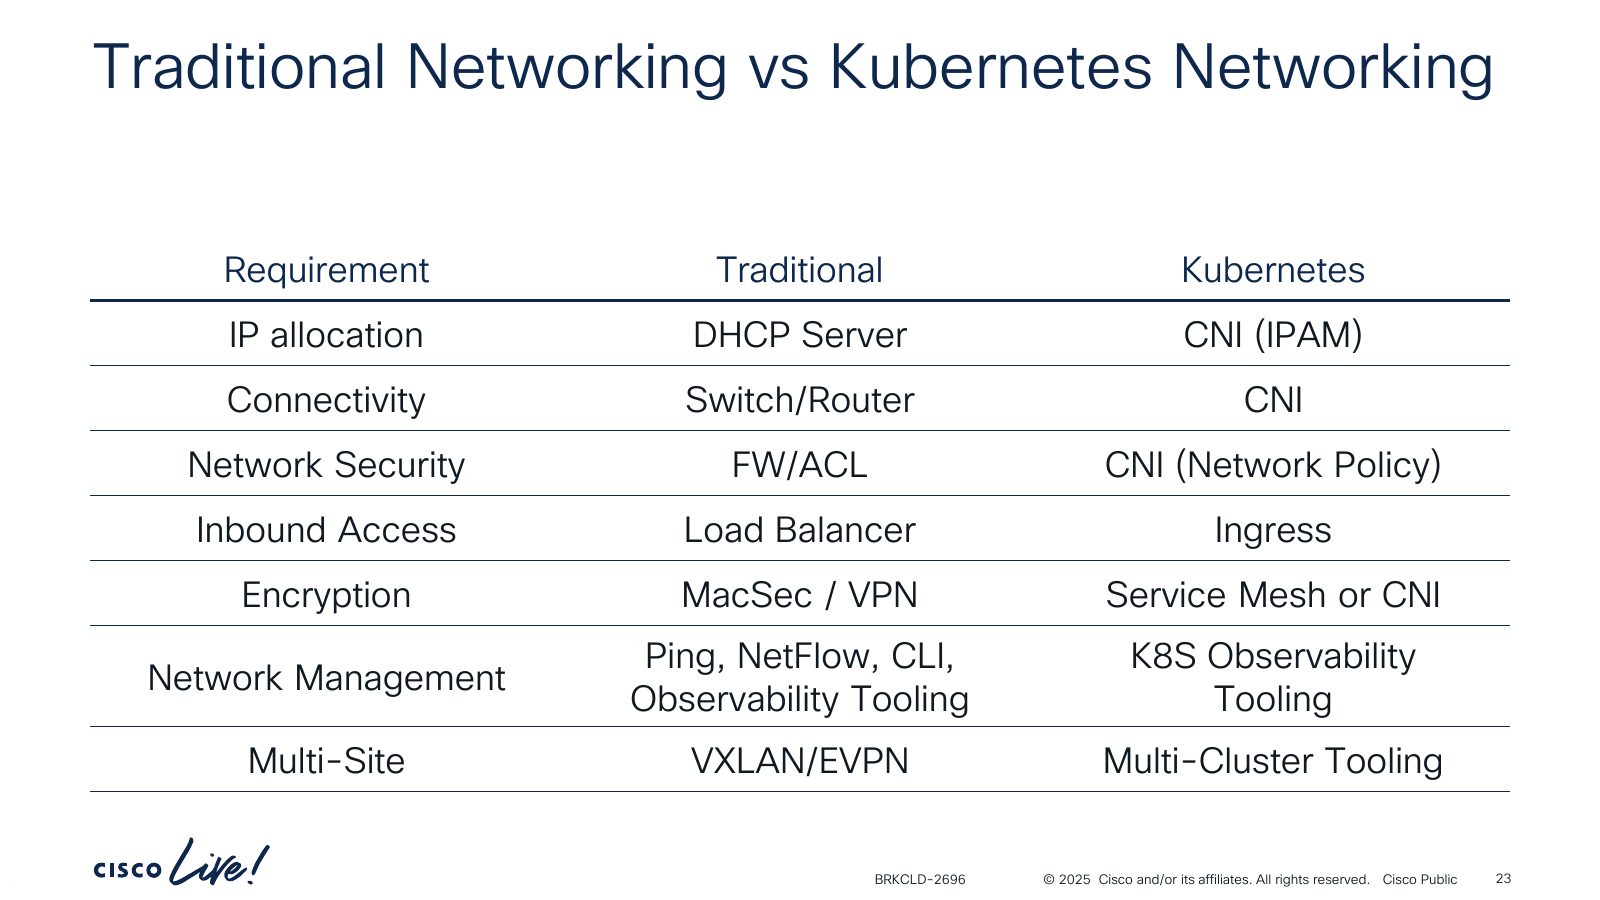 Traditional Networking vs Kubernetes Networking
Requirement Traditional Kubernetes
IP allocation DHCP Server CNI (IPAM)
Connectivity Switch/Router CNI
Network Security FW/ACL CNI (Network Policy)
Inbound Access Load Balancer Ingress
Encryption MacSec / VPN Service Mesh or CNI
Network Management Ping, NetFlow, CLI, Observability Tooling K8S Observability Tooling
Multi-Site VXLAN/EVPN Multi-Cluster Tooling
CISCO Live! BRKCLD-2696 © 2025 Cisco and/or its affiliates. All rights reserved. Cisco Public 23